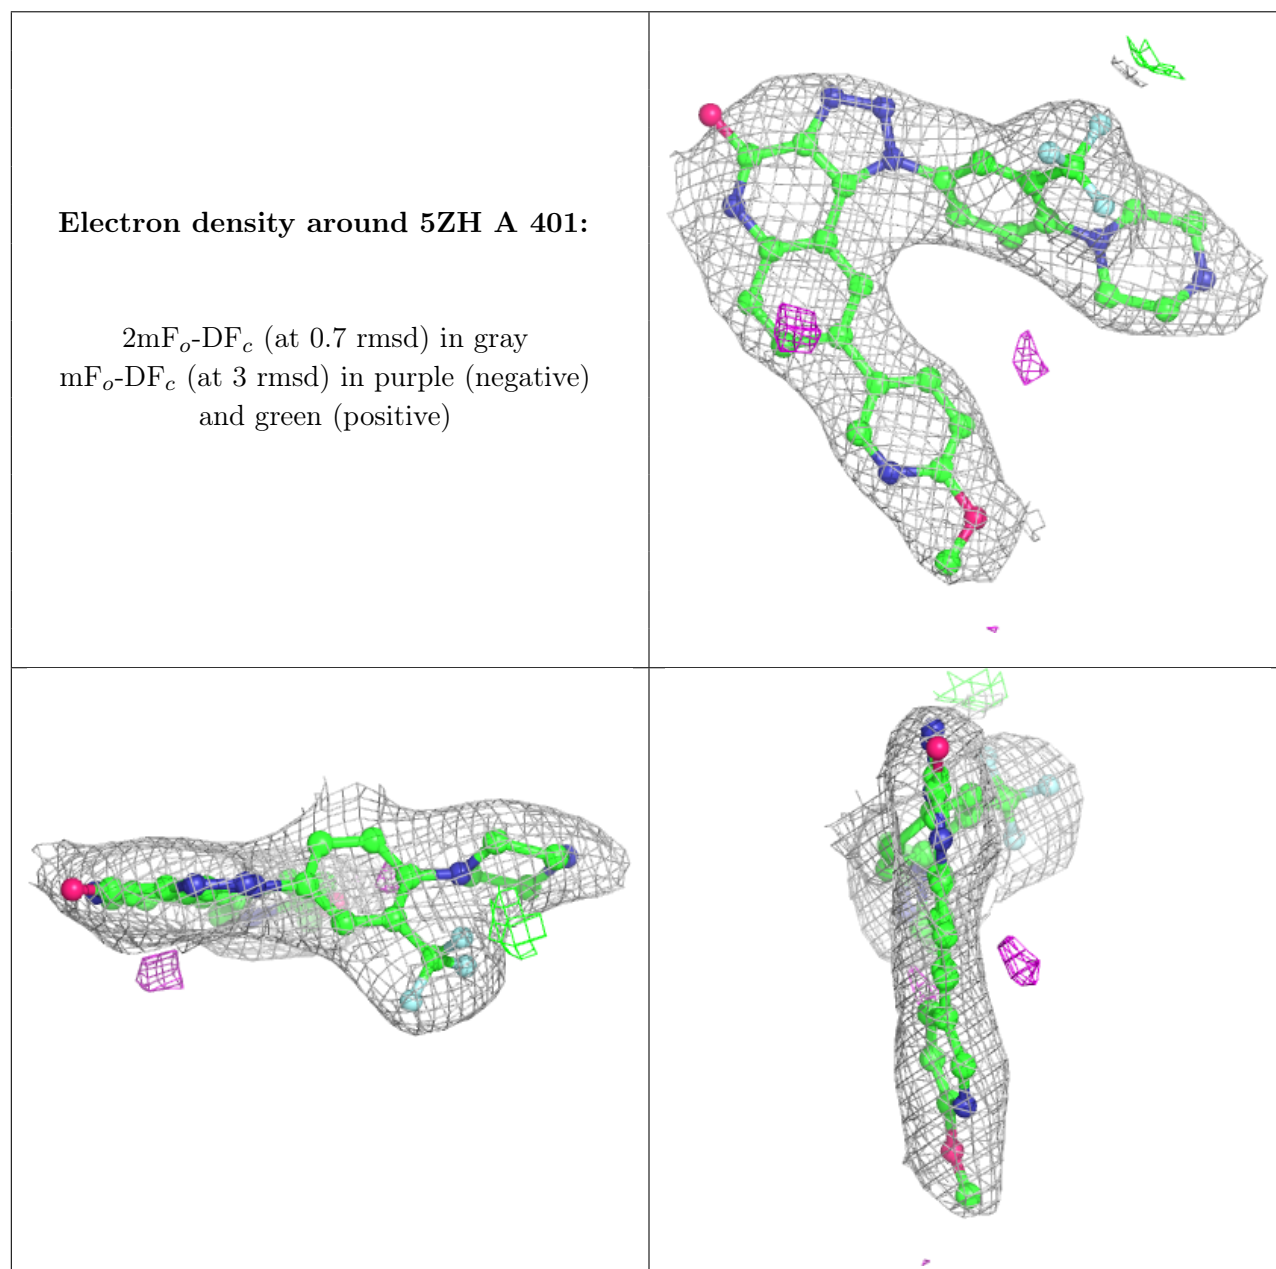 Electron density around 5ZH A 401:
2mFo-DFc (at 0.7 rmsd) in gray
mFo-DFc (at 3 rmsd) in purple (negative)
and green (positive)